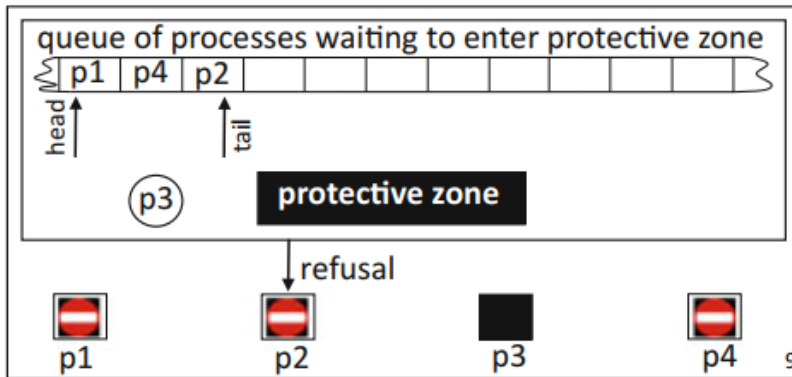 queue of processes waiting to enter protective zone
p1 p4 p2
head
tail
p3
protective zone
refusal
p1 p2 p3 p4
9